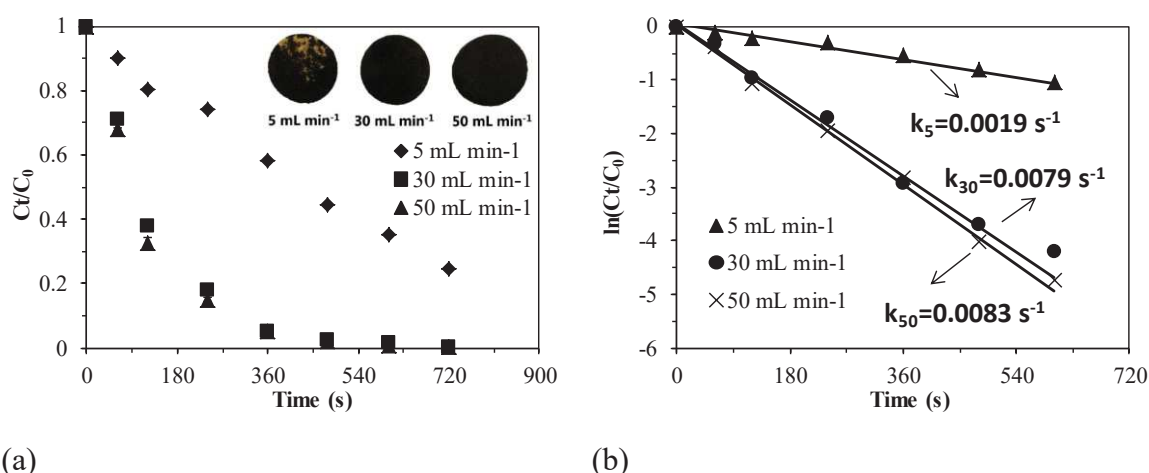 1
0.8
0.6
0.4
0.2
0
Ct/C₀
0 180 360 540 720 900
Time (s)
5 mL min⁻¹ 30 mL min⁻¹ 50 mL min⁻¹
5 mL min-1
30 mL min-1
50 mL min-1
(a)
0
-1
-2
-3
-4
-5
-6
ln(Ct/C₀)
0 180 360 540 720
Time (s)
k₅=0.0019 s⁻¹
k₃₀=0.0079 s⁻¹
5 mL min-1
30 mL min-1
50 mL min-1
k₅₀=0.0083 s⁻¹
(b)